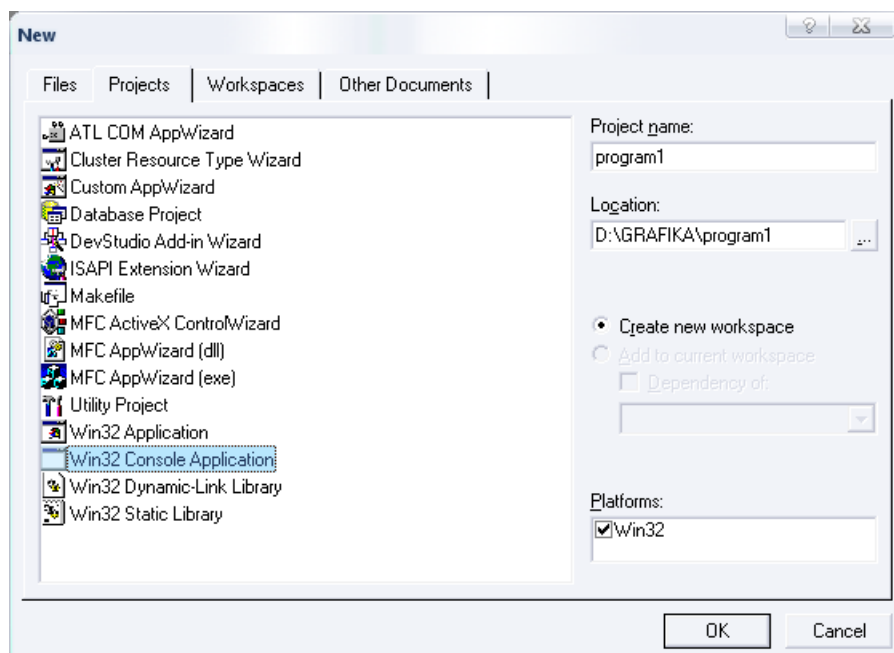 New
Files Projects Workspaces Other Documents
ATL COM AppWizard
Cluster Resource Type Wizard
Custom AppWizard
Database Project
DevStudio Add-in Wizard
ISAPI Extension Wizard
Makefile
MFC ActiveX ControlWizard
MFC AppWizard (dll)
MFC AppWizard (exe)
Utility Project
Win32 Application
Win32 Console Application
Win32 Dynamic-Link Library
Win32 Static Library
Project name:
program1
Location:
D:\GRAFIKA\program1
...
Create new workspace
Add to current workspace
Dependency of:
Platforms:
Win32
OK Cancel